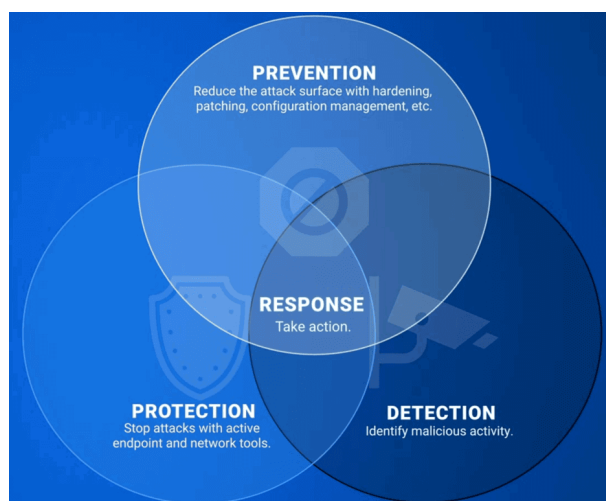 PREVENTION
Reduce the attack surface with hardening,
patching, configuration management, etc.
RESPONSE
Take action.
PROTECTION
Stop attacks with active
endpoint and network tools.
DETECTION
Identify malicious activity.